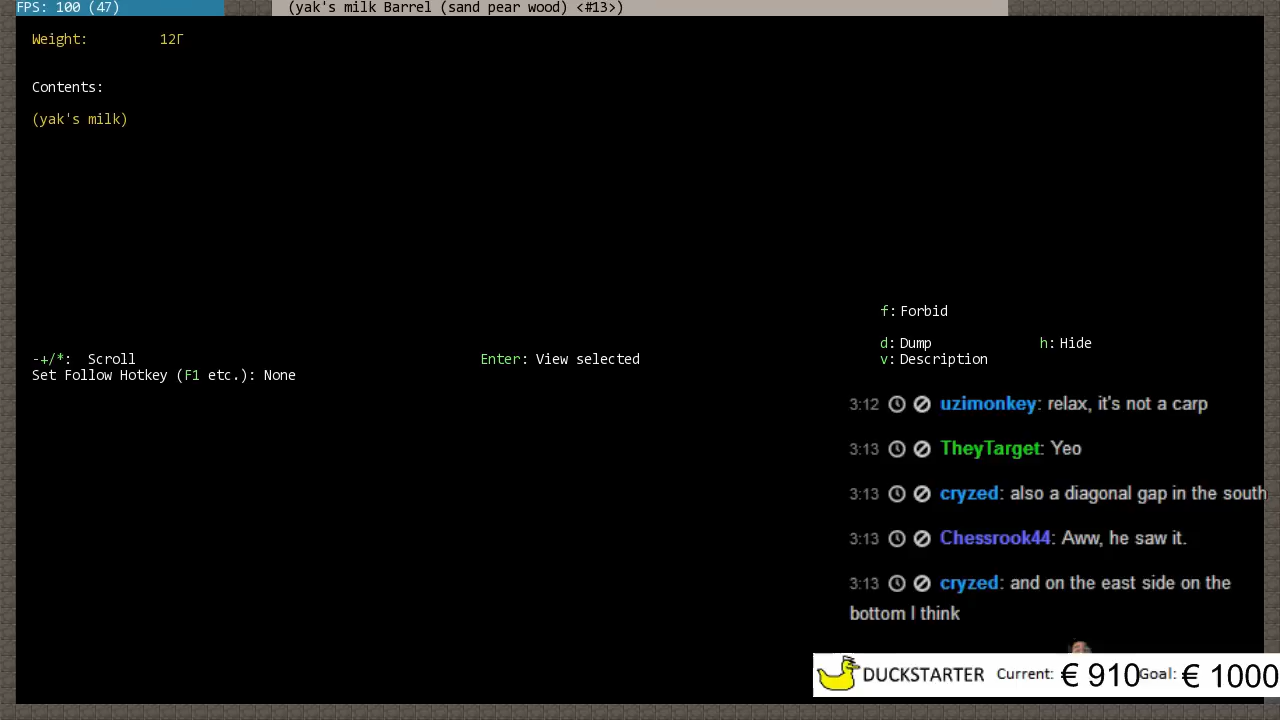 FPS: 100 (47)
(yak's milk Barrel (sand pear wood) <#13>)
Weight: 12Γ
Contents:
(yak's milk)
f: Forbid
d: Dump h: Hide
-+/*: Scroll Enter: View selected v: Description
Set Follow Hotkey (F1 etc.): None
3:12 uzimonkey: relax, it's not a carp
3:13 TheyTarget: Yeo
3:13 cryzed: also a diagonal gap in the south
3:13 Chessrook44: Aww, he saw it.
3:13 cryzed: and on the east side on the
bottom I think
DUCKSTARTER Current: € 910 Goal: € 1000